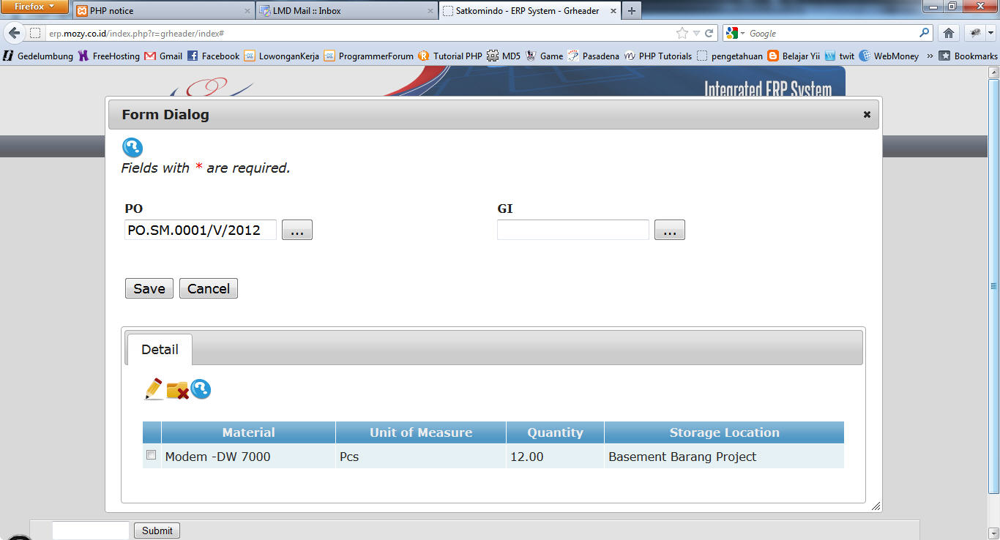 Firefox
PHP notice
LMD Mail :: Inbox
Satkomindo - ERP System - Grheader
erp.mozy.co.id/index.php?r=grheader/index#
Google
Gedelumbung FreeHosting Gmail Facebook LowonganKerja ProgrammerForum Tutorial PHP MD5 Game Pasadena PHP Tutorials pengetahuan Belajar Yii twit WebMoney » Bookmarks
Integrated ERP System
Form Dialog
Fields with * are required.
PO GI
PO.SM.0001/V/2012 ... ...
Save Cancel
Detail
Material Unit of Measure Quantity Storage Location
Modem -DW 7000 Pcs 12.00 Basement Barang Project
Submit